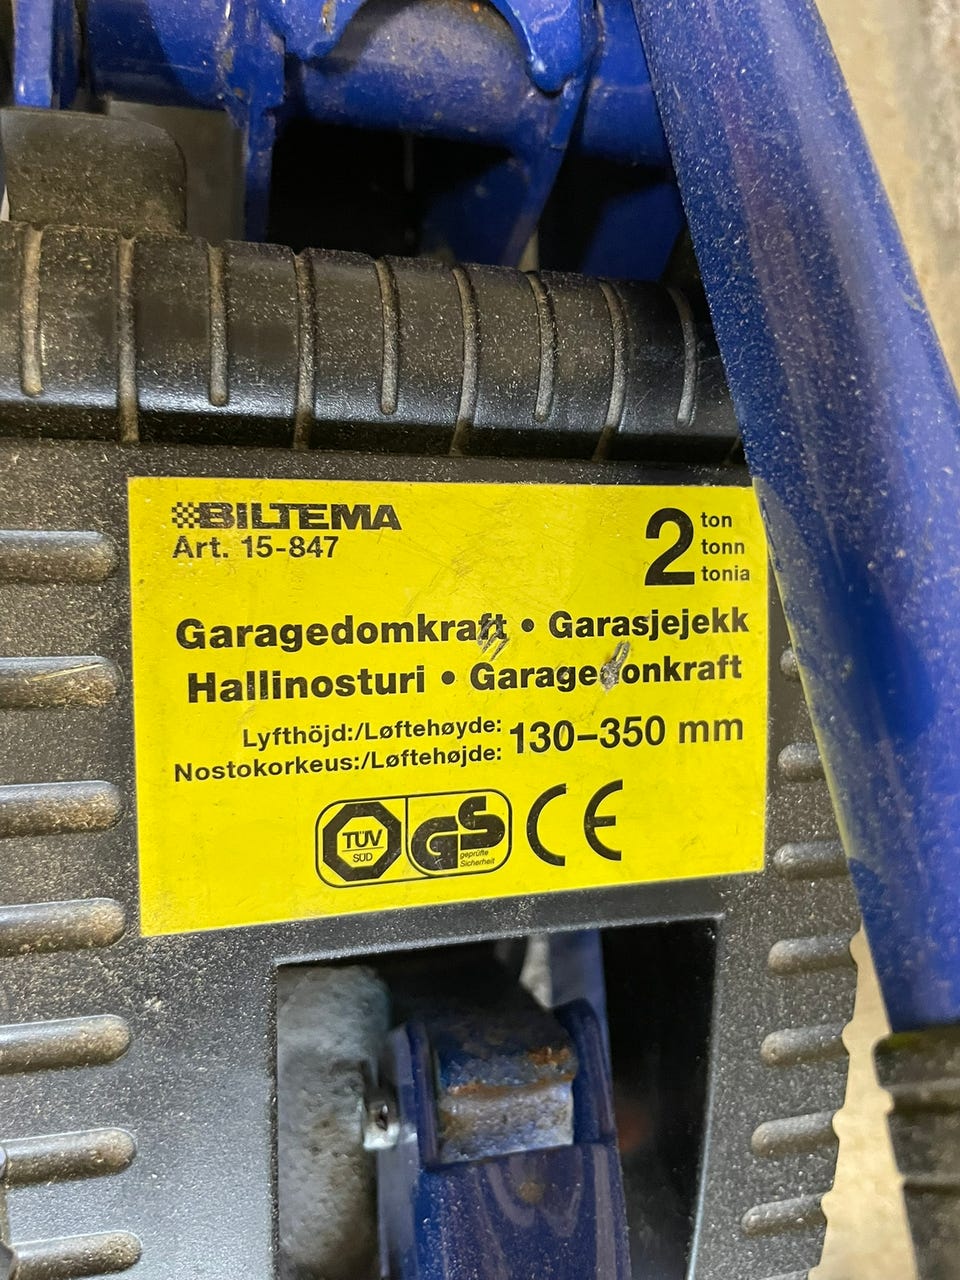 BILTEMA
Art. 15-847
2 ton
tonn
tonia
Garagedomkraft • Garasjejekk
Hallinosturi • Garagedonkraft
Lyfthöjd:/Løftehøyde:
Nostokorkeus:/Løftehøjde:
130–350 mm
TÜV
SÜD
GS
geprüfte
Sicherheit
CE